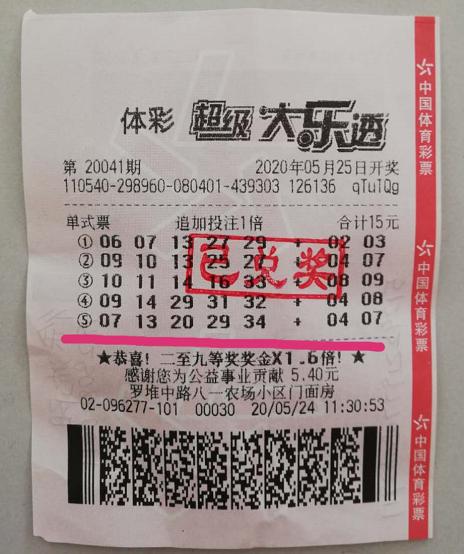 体彩 超级大乐透
第 20041期 2020年05月25日开奖
110540-298960-080401-439303 126136 qTu1Qg
单式票 追加投注1倍 合计15元
① 06 07 13 27 29 + 02 03
② 09 10 13 25 27 + 04 07
③ 10 11 14 16 33 + 08 09
④ 09 14 29 31 32 + 04 08
⑤ 07 13 20 29 34 + 04 07
已兑奖
★恭喜! 二至九等奖奖金X1.6倍! ★
感谢您为公益事业贡献 5.40元
罗堆中路八一农场小区门面房
02-096277-101 00030 20/05/24 11:30:53
中国体育彩票
中国体育彩票
中国体育彩票